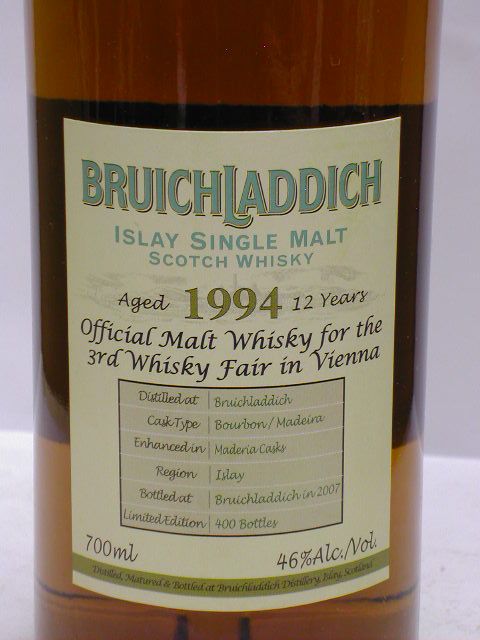 BRUICHLADDICH
ISLAY SINGLE MALT
SCOTCH WHISKY
Aged 1994 12 Years
Official Malt Whisky for the
3rd Whisky Fair in Vienna
Distilled at Bruichladdich
Cask Type Bourbon / Madeira
Enhanced in Maderia Casks
Region Islay
Bottled at Bruichladdich in 2007
Limited Edition 400 Bottles
700ml 46%Alc./Vol.
Distilled, Matured & Bottled at Bruichladdich Distillery, Islay, Scotland